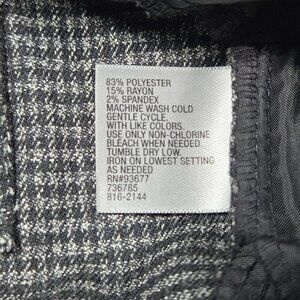 83% POLYESTER
15% RAYON
2% SPANDEX
MACHINE WASH COLD
GENTLE CYCLE.
WITH LIKE COLORS.
USE ONLY NON-CHLORINE
BLEACH WHEN NEEDED.
TUMBLE DRY LOW.
IRON ON LOWEST SETTING
AS NEEDED
RN#93677
736785
816-2144